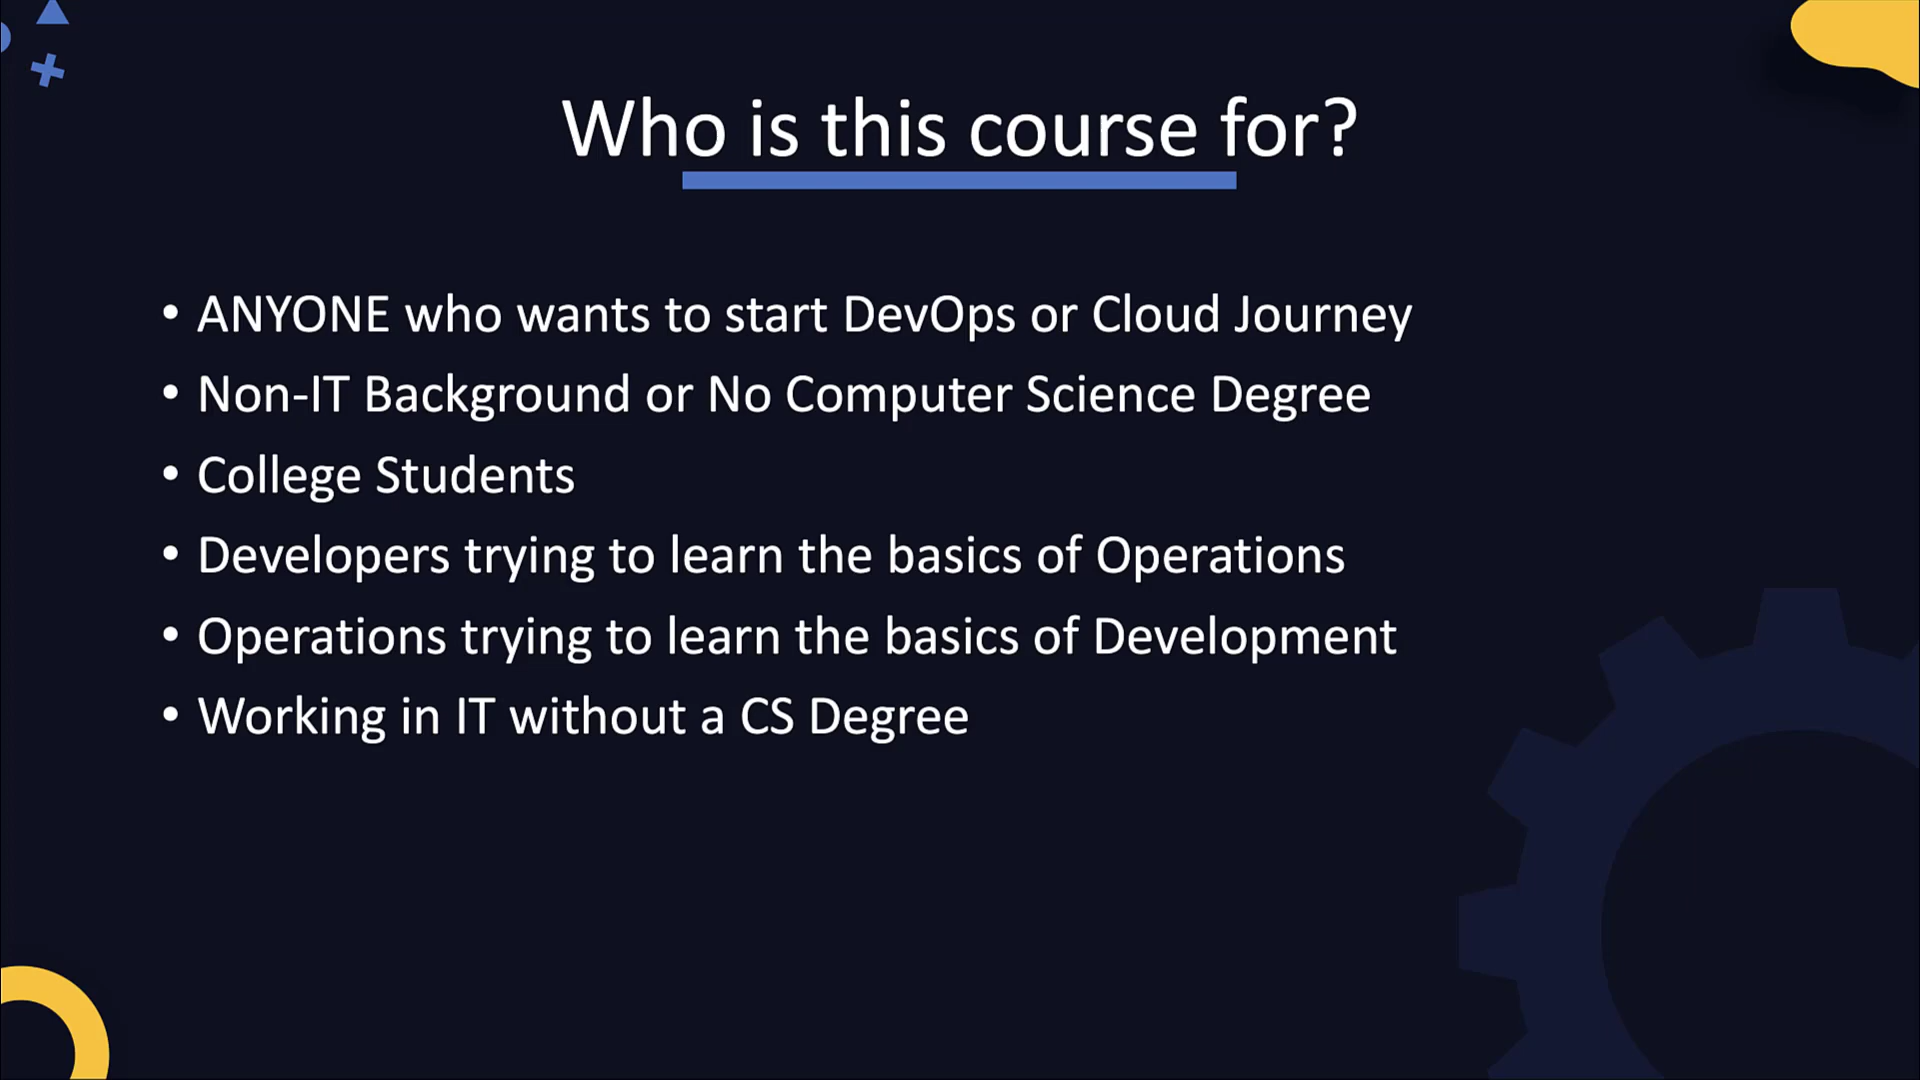 Who is this course for?
• ANYONE who wants to start DevOps or Cloud Journey
• Non-IT Background or No Computer Science Degree
• College Students
• Developers trying to learn the basics of Operations
• Operations trying to learn the basics of Development
• Working in IT without a CS Degree